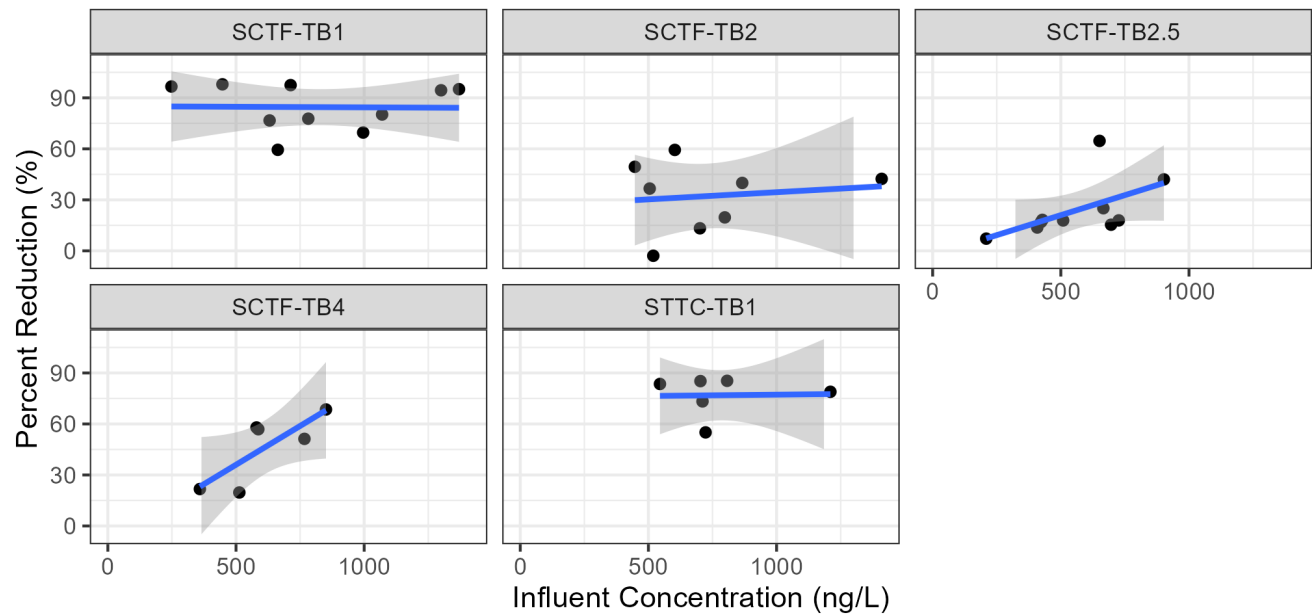 SCTF-TB1 SCTF-TB2 SCTF-TB2.5
90
60
30
0
0 500 1000
SCTF-TB4 STTC-TB1
90
60
30
0
0 500 1000 0 500 1000
Percent Reduction (%)
Influent Concentration (ng/L)